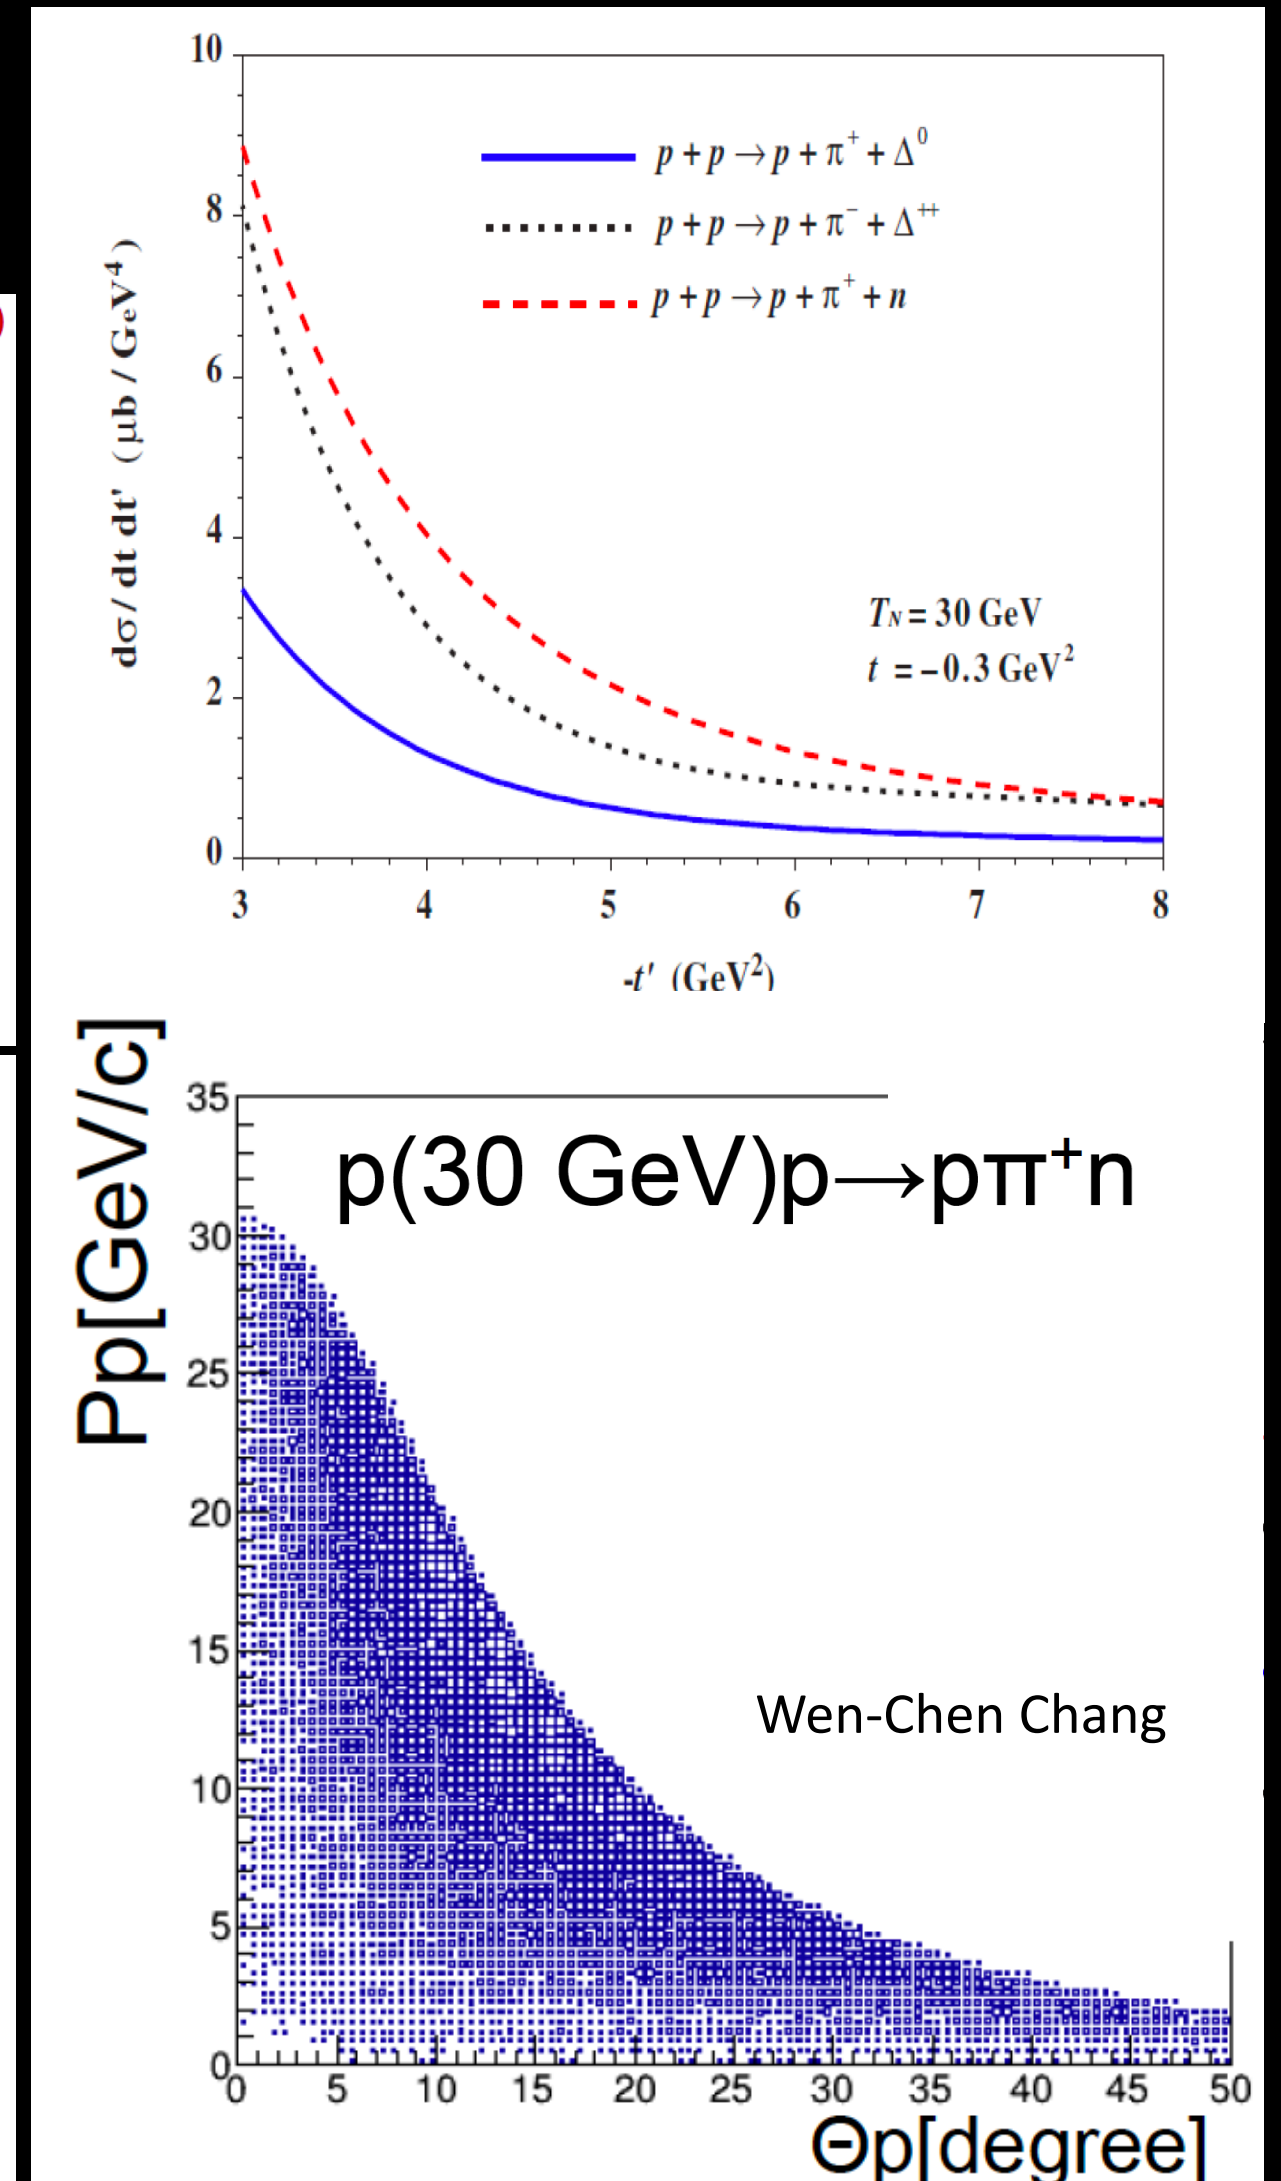 10
8
6
4
2
0
3 4 5 6 7 8
dσ/ dt dt' (μb / GeV⁴)
p + p → p + π⁺ + Δ⁰
p + p → p + π⁻ + Δ⁺⁺
p + p → p + π⁺ + n
T_N = 30 GeV
t = −0.3 GeV²
-t' (GeV²)
Pp[GeV/c]
p(30 GeV)p→pπ⁺n
35
30
25
20
15
10
5
0
Wen-Chen Chang
0 5 10 15 20 25 30 35 40 45 50
Θp[degree]